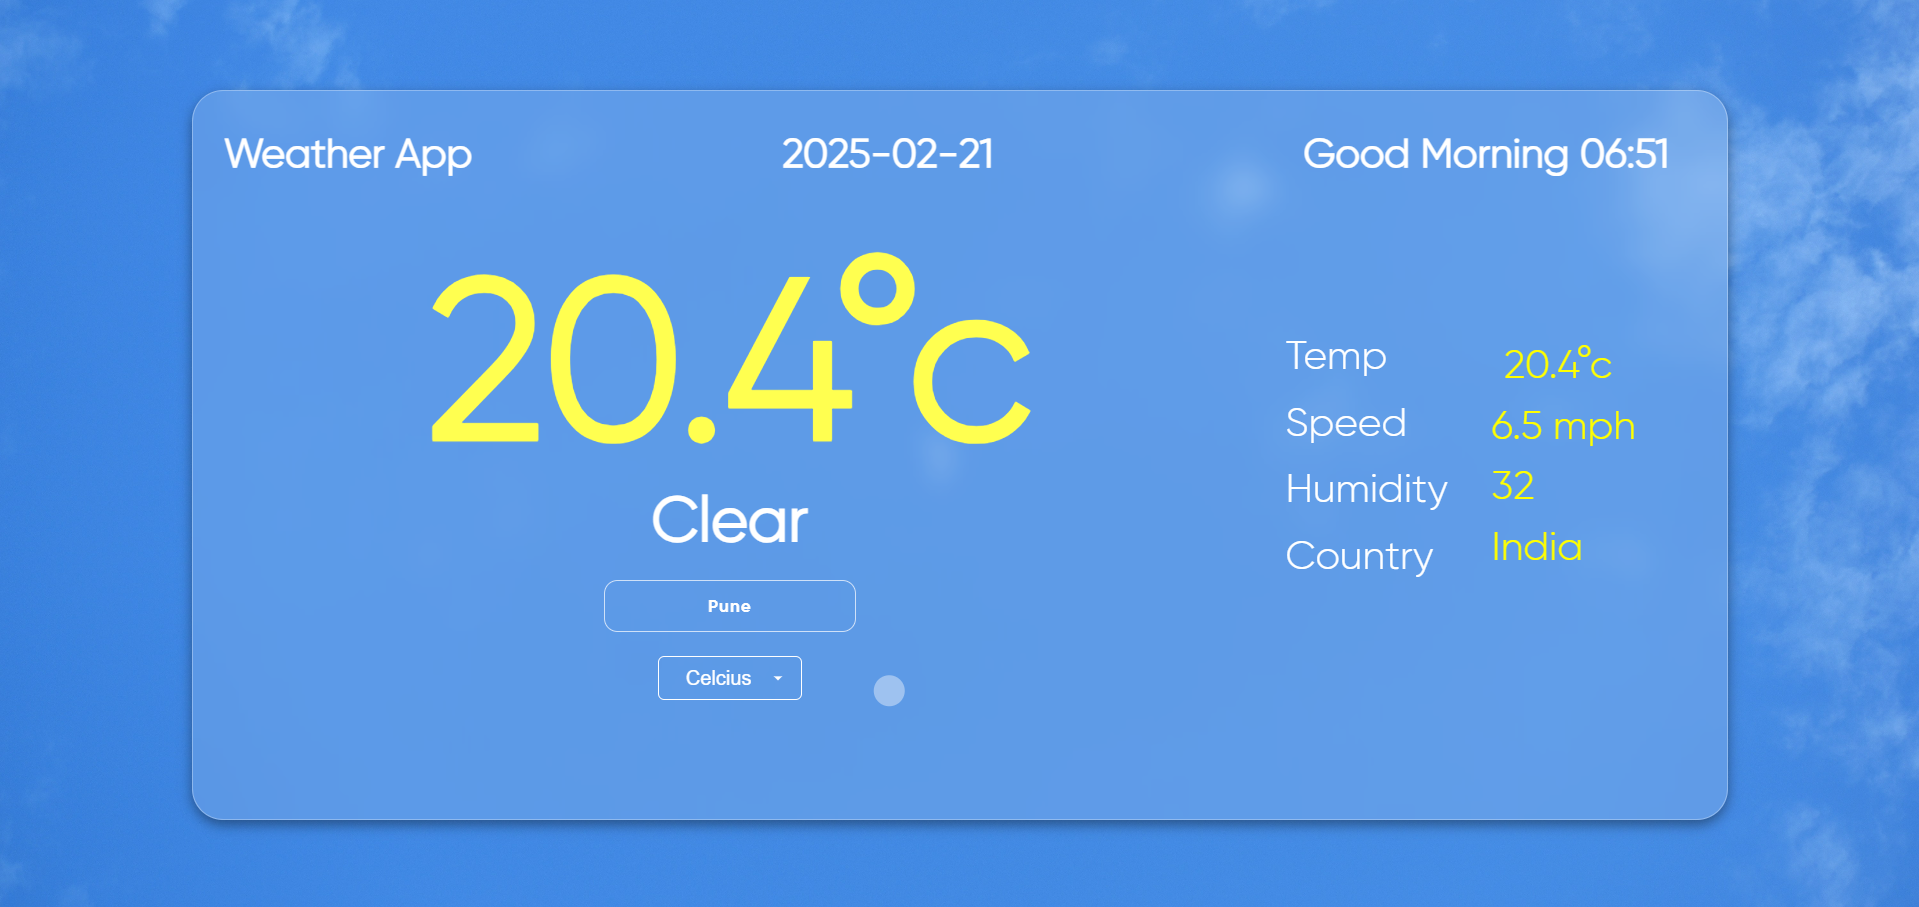 Weather App
2025-02-21
Good Morning 06:51
20.4°c
Clear
Pune
Celcius
Temp 20.4°c
Speed 6.5 mph
Humidity 32
Country India